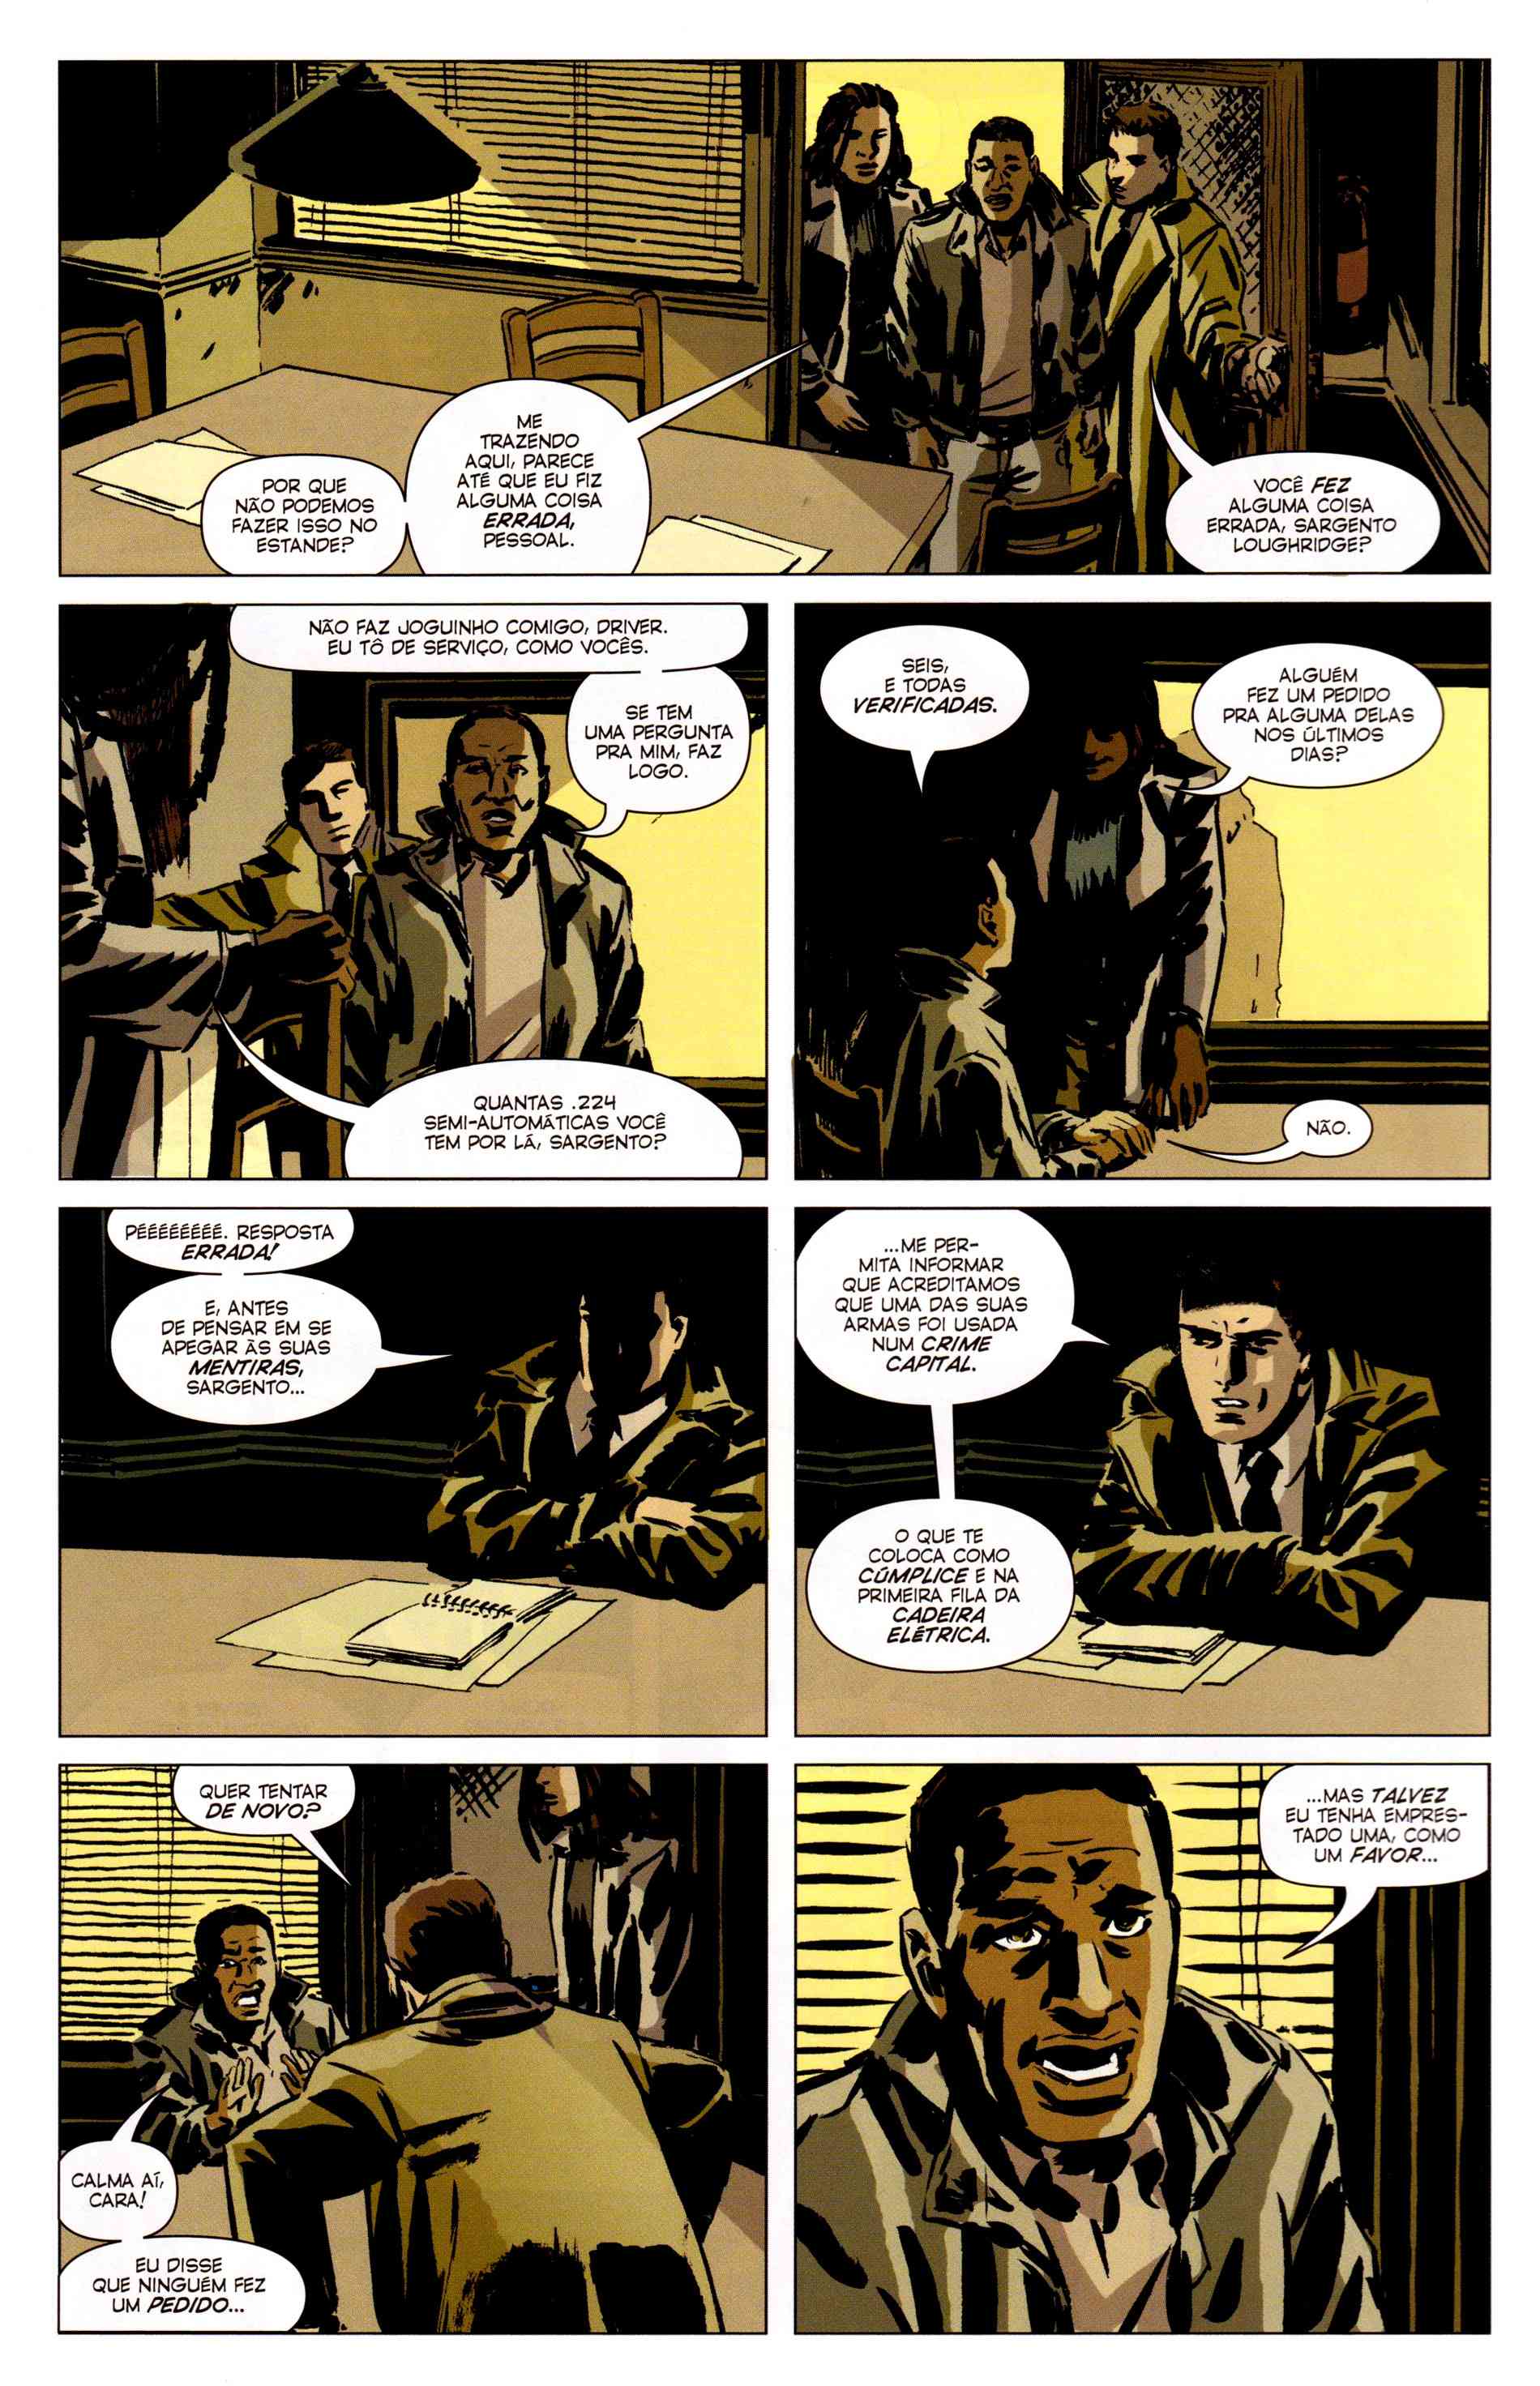 POR QUE
NÃO PODEMOS
FAZER ISSO NO
ESTANDE?
ME
TRAZENDO
AQUI, PARECE
ATÉ QUE EU FIZ
ALGUMA COISA
ERRADA,
PESSOAL.
VOCÊ FEZ
ALGUMA COISA
ERRADA, SARGENTO
LOUGHRIDGE?
NÃO FAZ JOGUINHO COMIGO, DRIVER.
EU TÔ DE SERVIÇO, COMO VOCÊS.
SE TEM
UMA PERGUNTA
PRA MIM, FAZ
LOGO.
QUANTAS .224
SEMI-AUTOMÁTICAS VOCÊ
TEM POR LÁ, SARGENTO?
SEIS,
E TODAS
VERIFICADAS.
ALGUÉM
FEZ UM PEDIDO
PRA ALGUMA DELAS
NOS ÚLTIMOS
DIAS?
NÃO.
PÉÉÉÉÉÉÉÉ. RESPOSTA
ERRADA!
E, ANTES
DE PENSAR EM SE
APEGAR ÀS SUAS
MENTIRAS,
SARGENTO...
...ME PER-
MITA INFORMAR
QUE ACREDITAMOS
QUE UMA DAS SUAS
ARMAS FOI USADA
NUM CRIME
CAPITAL.
O QUE TE
COLOCA COMO
CÚMPLICE E NA
PRIMEIRA FILA DA
CADEIRA
ELÉTRICA.
QUER TENTAR
DE NOVO?
CALMA AÍ,
CARA!
EU DISSE
QUE NINGUÉM FEZ
UM PEDIDO...
...MAS TALVEZ
EU TENHA EMPRES-
TADO UMA, COMO
UM FAVOR...